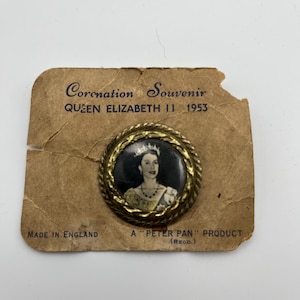 Coronation Souvenir
QUEEN ELIZABETH II 1953
MADE IN ENGLAND
A "PETER PAN" PRODUCT
(REGD.)